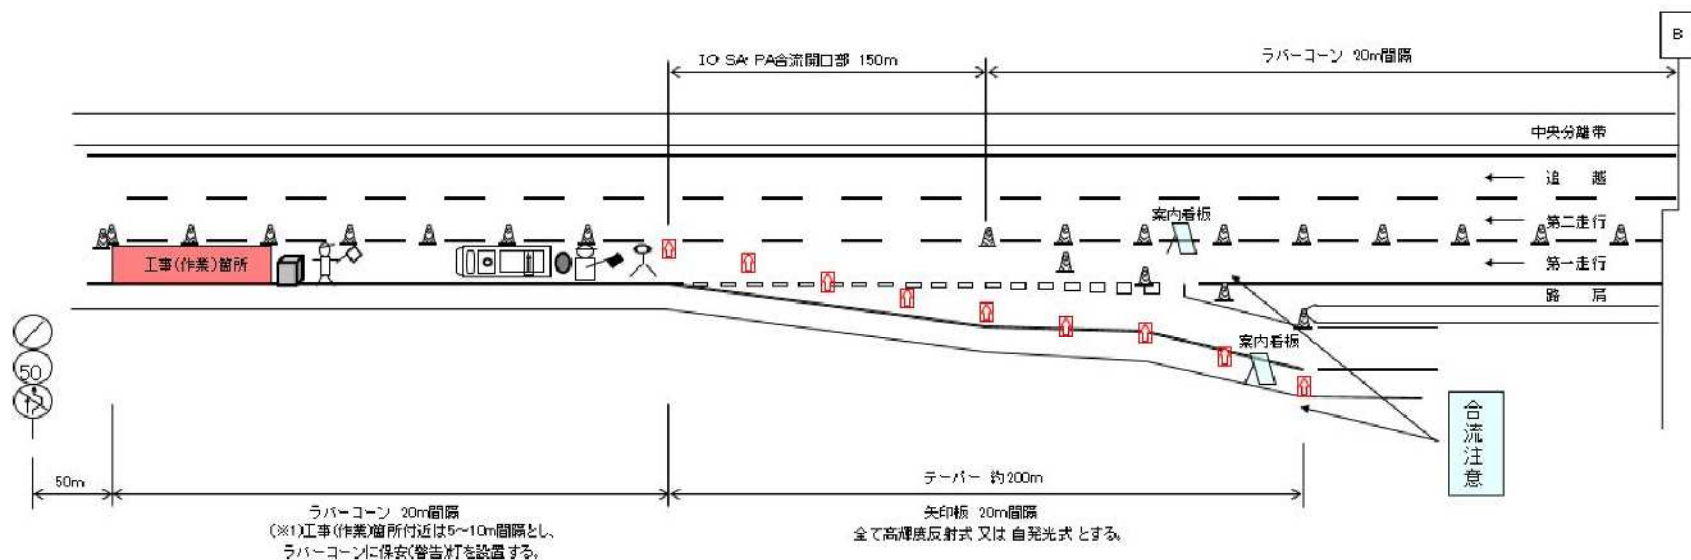 B
IC・SA・PA合流開口部 150m
ラバーコーン 20m間隔
中央分離帯
追 越
案内看板
第二走行
工事(作業)箇所
第一走行
路 肩
案内看板
50
合流注意
50m
テーパー 約200m
ラバーコーン 20m間隔
(※1)工事(作業)箇所付近は5～10m間隔とし、
ラバーコーンに保安(警告)灯を設置する。
矢印板 20m間隔
全て高輝度反射式 又は 自発光式 とする。